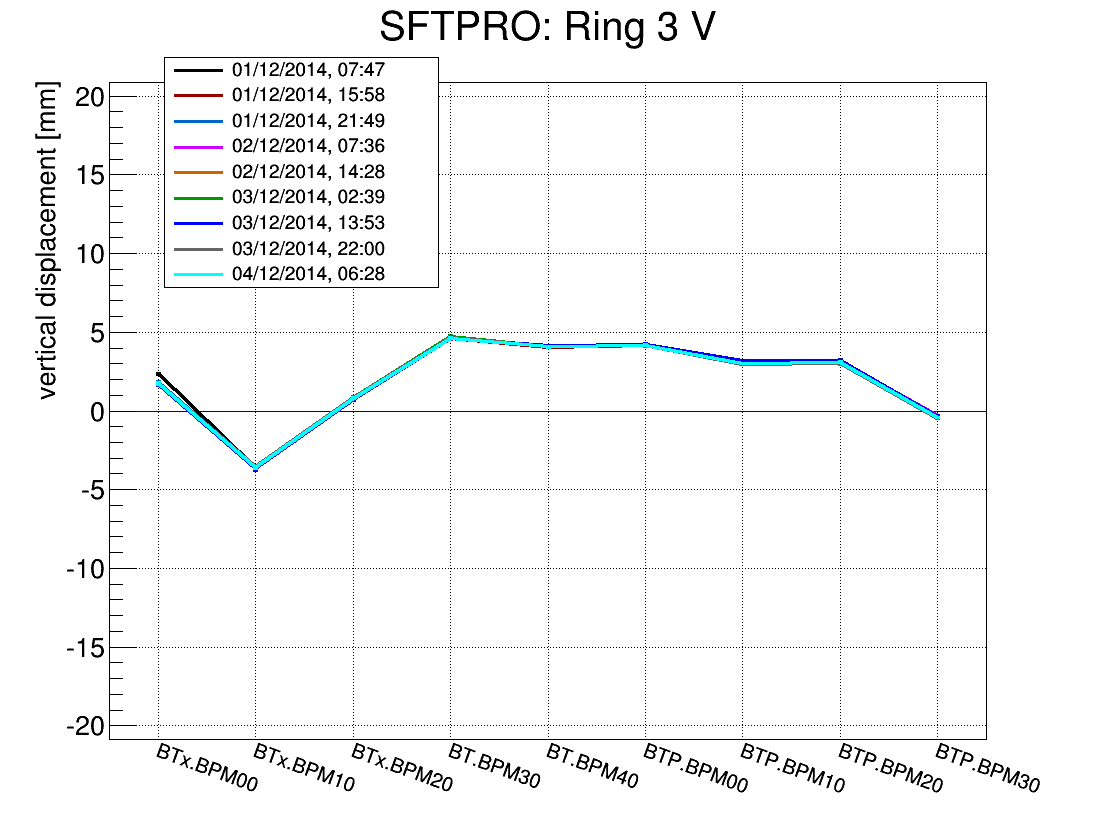 SFTPRO: Ring 3 V
01/12/2014, 07:47
01/12/2014, 15:58
01/12/2014, 21:49
02/12/2014, 07:36
02/12/2014, 14:28
03/12/2014, 02:39
03/12/2014, 13:53
03/12/2014, 22:00
04/12/2014, 06:28
vertical displacement [mm]
20
15
10
5
0
-5
-10
-15
-20
BTx.BPM00
BTx.BPM10
BTx.BPM20
BT.BPM30
BT.BPM40
BTP.BPM00
BTP.BPM10
BTP.BPM20
BTP.BPM30